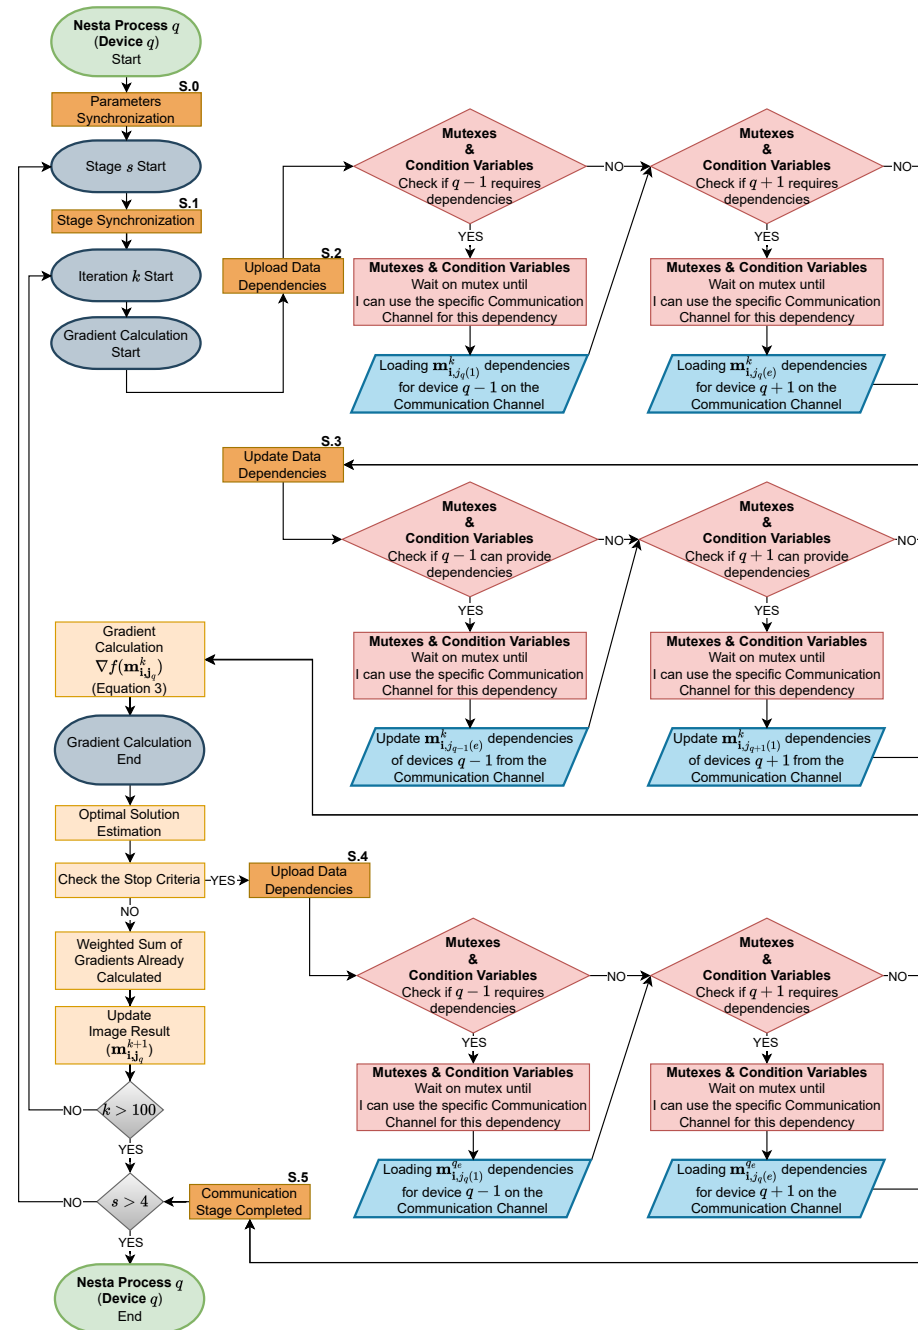 Nesta Process q
(Device q)
Start
S.0
Parameters
Synchronization
Stage s Start
S.1
Stage Synchronization
Iteration k Start
Gradient Calculation
Start
S.2
Upload Data
Dependencies
Mutexes
&
Condition Variables
Check if q − 1 requires
dependencies
NO
YES
Mutexes & Condition Variables
Wait on mutex until
I can use the specific Communication
Channel for this dependency
Loading m^k_{i,j_q(1)} dependencies
for device q − 1 on the
Communication Channel
Mutexes
&
Condition Variables
Check if q + 1 requires
dependencies
NO
YES
Mutexes & Condition Variables
Wait on mutex until
I can use the specific Communication
Channel for this dependency
Loading m^k_{i,j_q(e)} dependencies
for device q + 1 on the
Communication Channel
S.3
Update Data
Dependencies
Mutexes
&
Condition Variables
Check if q − 1 can provide
dependencies
NO
YES
Mutexes & Condition Variables
Wait on mutex until
I can use the specific Communication
Channel for this dependency
Update m^k_{i,j_{q−1}(e)} dependencies
of devices q − 1 from the
Communication Channel
Mutexes
&
Condition Variables
Check if q + 1 can provide
dependencies
NO
YES
Mutexes & Condition Variables
Wait on mutex until
I can use the specific Communication
Channel for this dependency
Update m^k_{i,j_{q+1}(1)} dependencies
of devices q + 1 from the
Communication Channel
Gradient
Calculation
∇f(m^k_{i,j_q})
(Equation 3)
Gradient Calculation
End
Optimal Solution
Estimation
Check the Stop Criteria
YES
NO
S.4
Upload Data
Dependencies
Mutexes
&
Condition Variables
Check if q − 1 requires
dependencies
NO
YES
Mutexes & Condition Variables
Wait on mutex until
I can use the specific Communication
Channel for this dependency
Loading m^{q_e}_{i,j_q(1)} dependencies
for device q − 1 on the
Communication Channel
Mutexes
&
Condition Variables
Check if q + 1 requires
dependencies
NO
YES
Mutexes & Condition Variables
Wait on mutex until
I can use the specific Communication
Channel for this dependency
Loading m^{q_e}_{i,j_q(e)} dependencies
for device q + 1 on the
Communication Channel
Weighted Sum of
Gradients Already
Calculated
Update
Image Result
(m^{k+1}_{i,j_q})
NO
k > 100
YES
S.5
Communication
Stage Completed
NO
s > 4
YES
Nesta Process q
(Device q)
End